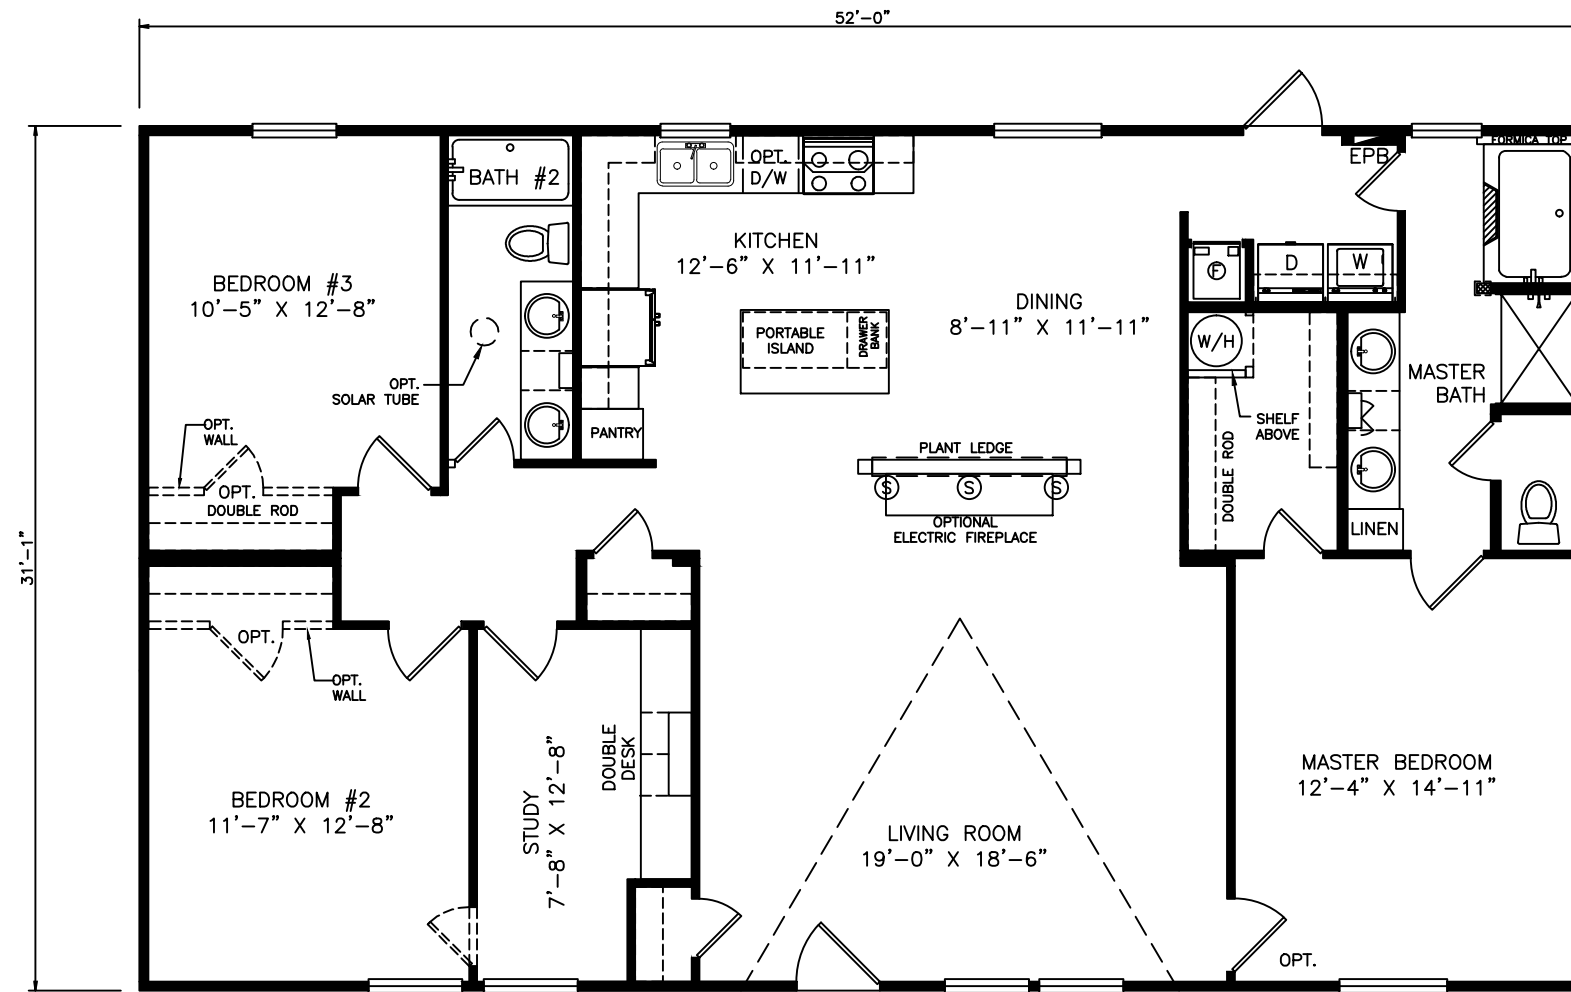 52'-0"
31'-1"
FORMICA TOP
EPB
BATH #2
OPT.
D/W
KITCHEN
12'-6" X 11'-11"
BEDROOM #3
10'-5" X 12'-8"
F
D
W
DINING
8'-11" X 11'-11"
PORTABLE
ISLAND
DRAWER
BANK
W/H
OPT.
SOLAR TUBE
MASTER
BATH
SHELF
ABOVE
OPT.
WALL
PANTRY
PLANT LEDGE
S
S
S
OPT.
DOUBLE ROD
DOUBLE ROD
OPTIONAL
ELECTRIC FIREPLACE
LINEN
OPT.
OPT.
WALL
DOUBLE
DESK
STUDY
7'-8" X 12'-8"
BEDROOM #2
11'-7" X 12'-8"
MASTER BEDROOM
12'-4" X 14'-11"
LIVING ROOM
19'-0" X 18'-6"
OPT.